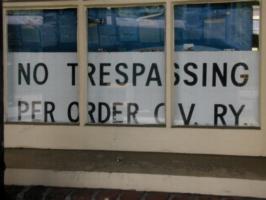 NO TRESPASSING
PER ORDER C.V. RY.